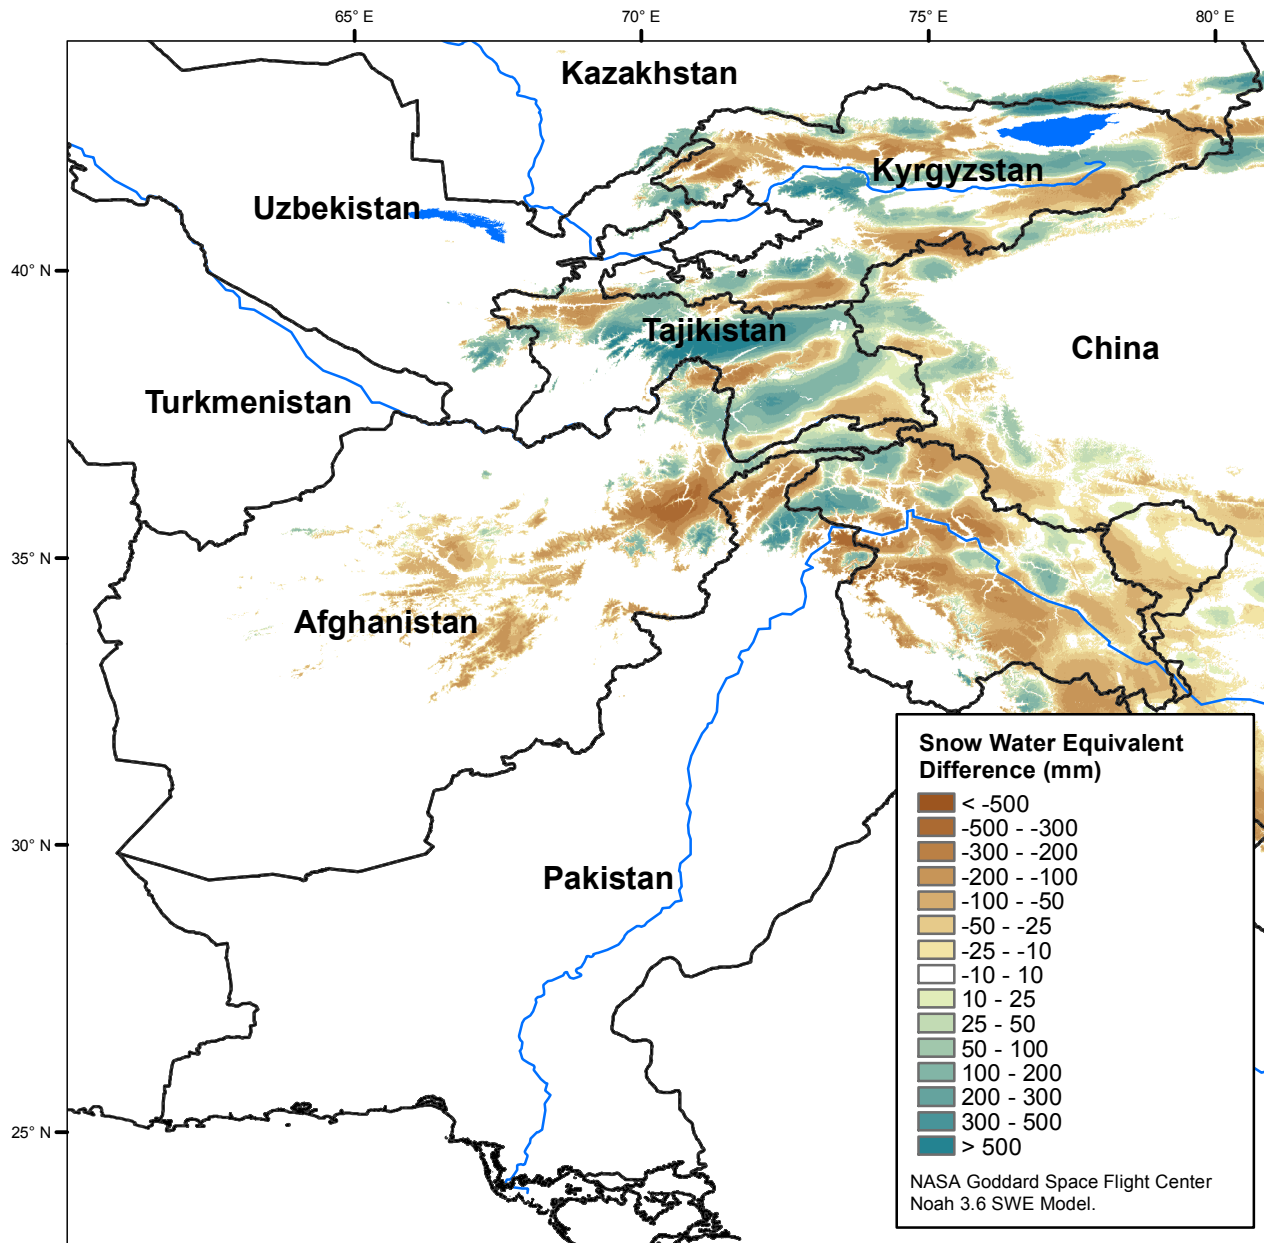 65° E
70° E
75° E
80° E
Kazakhstan
Kyrgyzstan
Uzbekistan
40° N
Tajikistan
China
Turkmenistan
35° N
Afghanistan
30° N
Pakistan
25° N
Snow Water Equivalent
Difference (mm)
< -500
-500 - -300
-300 - -200
-200 - -100
-100 - -50
-50 - -25
-25 - -10
-10 - 10
10 - 25
25 - 50
50 - 100
100 - 200
200 - 300
300 - 500
> 500
NASA Goddard Space Flight Center
Noah 3.6 SWE Model.